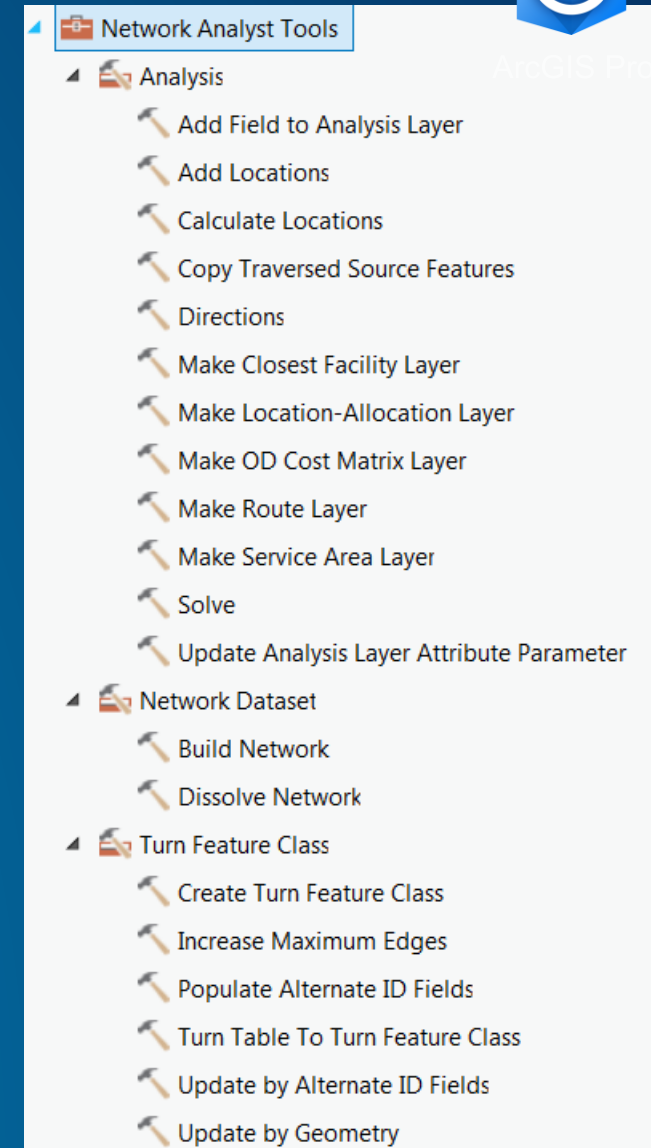 ArcGIS Pro
Network Analyst Tools
Analysis
Add Field to Analysis Layer
Add Locations
Calculate Locations
Copy Traversed Source Features
Directions
Make Closest Facility Layer
Make Location-Allocation Layer
Make OD Cost Matrix Layer
Make Route Layer
Make Service Area Layer
Solve
Update Analysis Layer Attribute Parameter
Network Dataset
Build Network
Dissolve Network
Turn Feature Class
Create Turn Feature Class
Increase Maximum Edges
Populate Alternate ID Fields
Turn Table To Turn Feature Class
Update by Alternate ID Fields
Update by Geometry